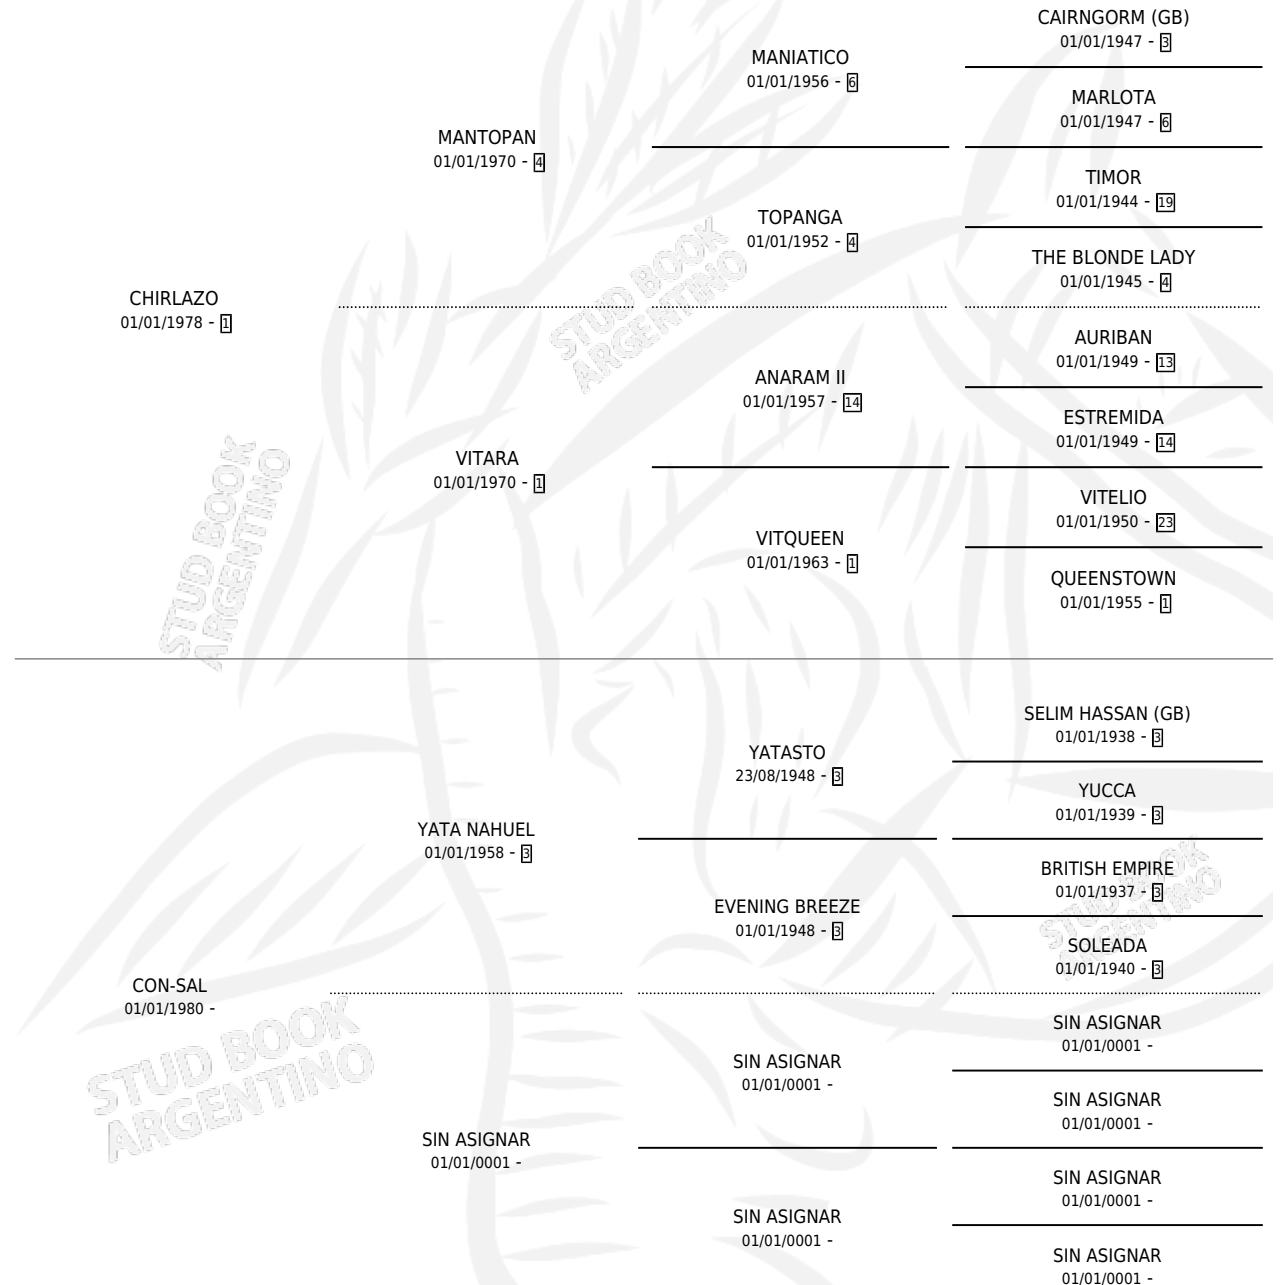 CAIRNGORM (GB)
01/01/1947 - 3
MANIATICO
01/01/1956 - 6
MARLOTA
01/01/1947 - 6
MANTOPAN
01/01/1970 - 4
TIMOR
01/01/1944 - 19
TOPANGA
01/01/1952 - 4
THE BLONDE LADY
01/01/1945 - 4
CHIRLAZO
01/01/1978 - 1
AURIBAN
01/01/1949 - 13
ANARAM II
01/01/1957 - 14
ESTREMIDA
01/01/1949 - 14
VITARA
01/01/1970 - 1
VITELIO
01/01/1950 - 23
VITQUEEN
01/01/1963 - 1
QUEENSTOWN
01/01/1955 - 1
STUD BOOK
ARGENTINO
STUD BOOK
ARGENTINO
SELIM HASSAN (GB)
01/01/1938 - 3
YATASTO
23/08/1948 - 3
YUCCA
01/01/1939 - 3
YATA NAHUEL
01/01/1958 - 3
BRITISH EMPIRE
01/01/1937 - 3
EVENING BREEZE
01/01/1948 - 3
SOLEADA
01/01/1940 - 3
CON-SAL
01/01/1980 -
SIN ASIGNAR
01/01/0001 -
SIN ASIGNAR
01/01/0001 -
SIN ASIGNAR
01/01/0001 -
SIN ASIGNAR
01/01/0001 -
SIN ASIGNAR
01/01/0001 -
SIN ASIGNAR
01/01/0001 -
SIN ASIGNAR
01/01/0001 -
STUD BOOK
ARGENTINO
STUD BOOK
ARGENTINO